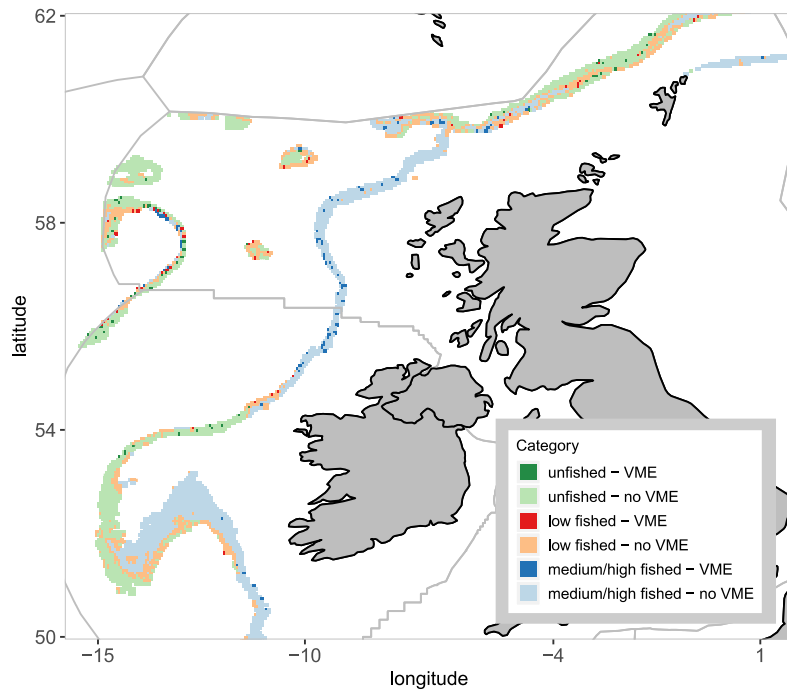 62
58
54
50
latitude
−15
−10
−4
1
longitude
Category
unfished − VME
unfished − no VME
low fished − VME
low fished − no VME
medium/high fished − VME
medium/high fished − no VME